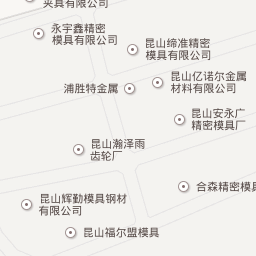 夹具有限公司
永宇鑫精密
模具有限公司
昆山缔准精密
模具有限公司
昆山亿诺尔金属
材料有限公司
浦胜特金属
昆山安永广
精密模具厂
昆山瀚泽雨
齿轮厂
合森精密模具
昆山辉勤模具钢材
有限公司
昆山福尔盟模具